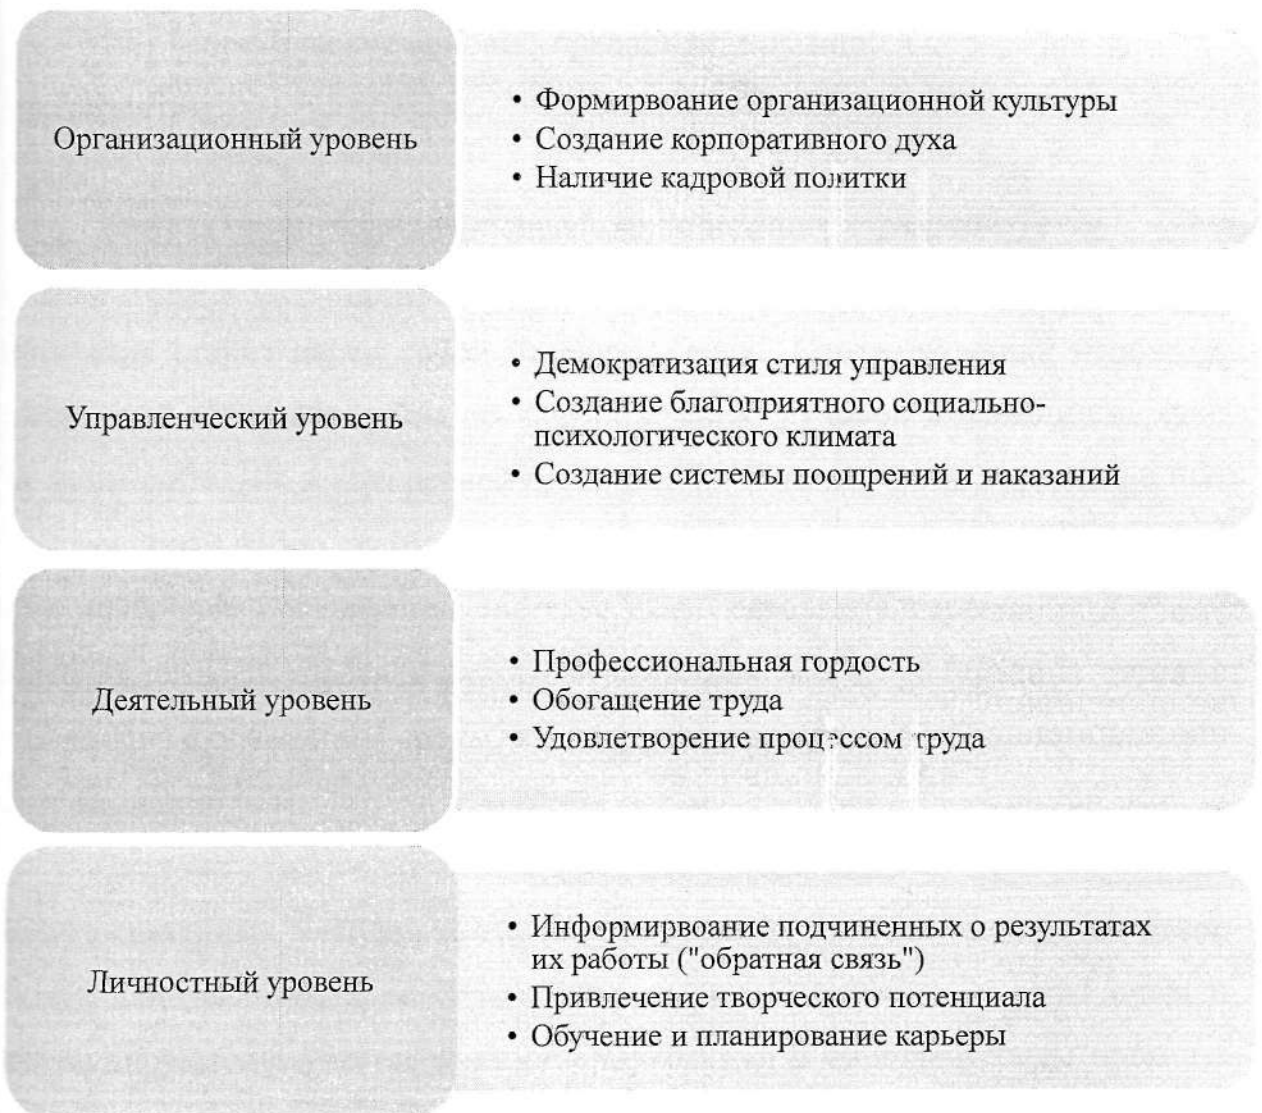 Организационный уровень
• Формирвоание организационной культуры
• Создание корпоративного духа
• Наличие кадровой политки
Управленческий уровень
• Демократизация стиля управления
• Создание благоприятного социально-
психологического климата
• Создание системы поощрений и наказаний
Деятельный уровень
• Профессиональная гордость
• Обогащение труда
• Удовлетворение процессом труда
Личностный уровень
• Информирвоание подчиненных о результатах
их работы ("обратная связь")
• Привлечение творческого потенциала
• Обучение и планирование карьеры